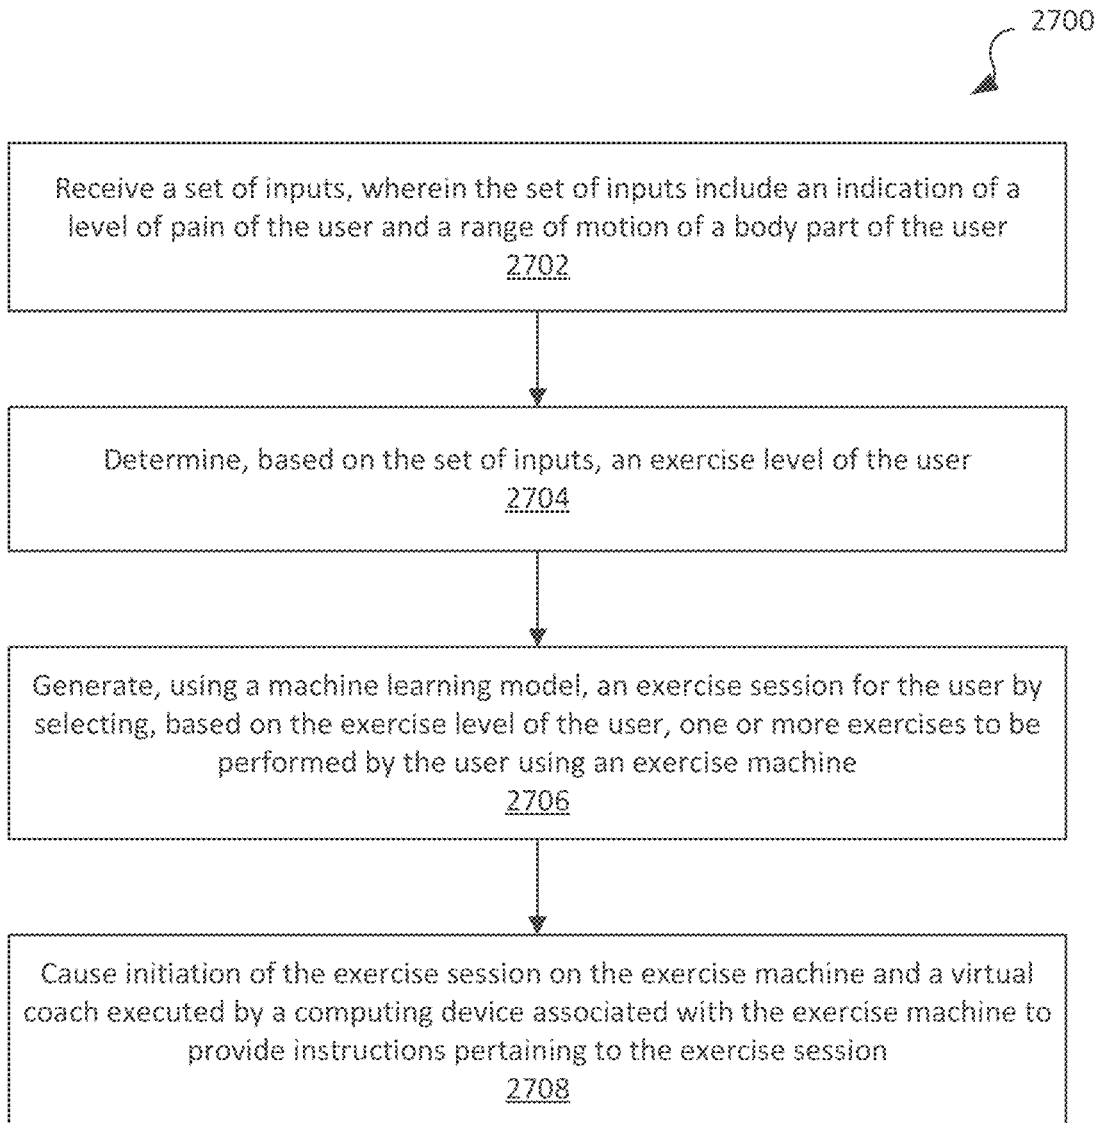 2700
Receive a set of inputs, wherein the set of inputs include an indication of a
level of pain of the user and a range of motion of a body part of the user
2702
Determine, based on the set of inputs, an exercise level of the user
2704
Generate, using a machine learning model, an exercise session for the user by
selecting, based on the exercise level of the user, one or more exercises to be
performed by the user using an exercise machine
2706
Cause initiation of the exercise session on the exercise machine and a virtual
coach executed by a computing device associated with the exercise machine to
provide instructions pertaining to the exercise session
2708